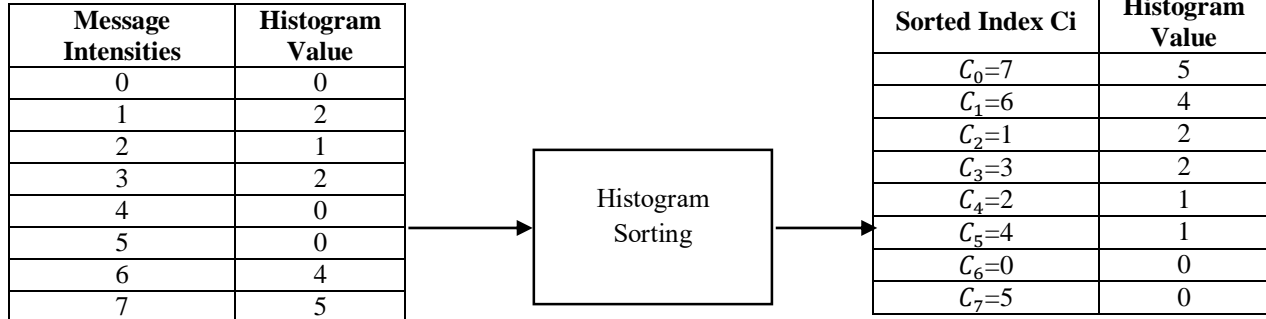 Message Intensities Histogram Value
0 0
1 2
2 1
3 2
4 0
5 0
6 4
7 5
Histogram
Sorting
Sorted Index Ci Histogram Value
C₀=7 5
C₁=6 4
C₂=1 2
C₃=3 2
C₄=2 1
C₅=4 1
C₆=0 0
C₇=5 0